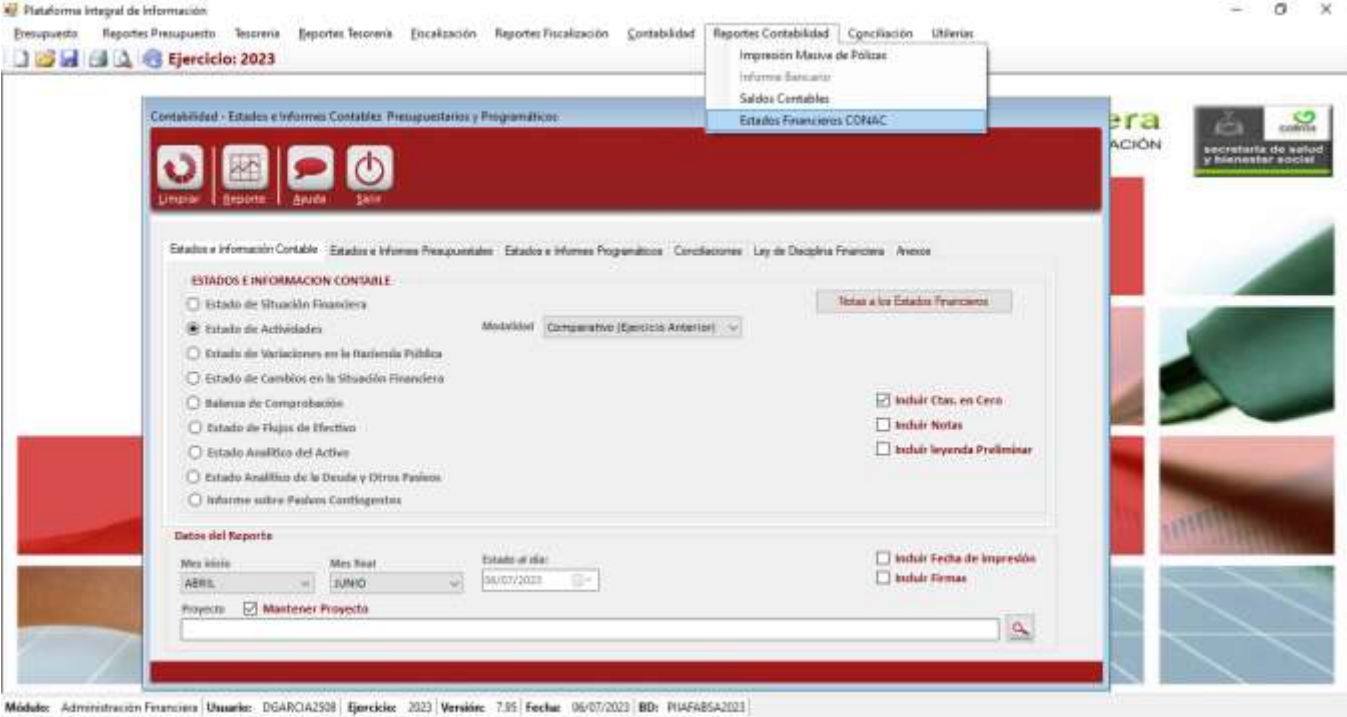 Plataforma Integral de Información
Presupuesto Reportes Presupuesto Tesorería Reportes Tesorería Fiscalización Reportes Fiscalización Contabilidad Reportes Contabilidad Conciliación Utilerías
Impresión Masiva de Pólizas
Informe Bancario
Saldos Contables
Estados Financieros CONAC
Ejercicio: 2023
era
ACIÓN
colima
secretaría de salud
y bienestar social
Contabilidad - Estados e Informes Contables Presupuestarios y Programáticos
Limpiar Reporte Ayuda Salir
Estados e Información Contable Estados e Informes Presupuestales Estados e Informes Programáticos Conciliaciones Ley de Disciplina Financiera Anexos
ESTADOS E INFORMACION CONTABLE
Estado de Situación Financiera
Notas a los Estados Financieros
Estado de Actividades
Modalidad Comparativo (Ejercicio Anterior)
Estado de Variaciones en la Hacienda Pública
Estado de Cambios en la Situación Financiera
Balanza de Comprobación
Incluir Ctas. en Cero
Estado de Flujos de Efectivo
Incluir Notas
Estado Analítico del Activo
Incluir leyenda Preliminar
Estado Analítico de la Deuda y Otros Pasivos
Informe sobre Pasivos Contingentes
Datos del Reporte
Mes inicio Mes final Estado al día:
Incluir Fecha de Impresión
ABRIL JUNIO 06/07/2023
Incluir Firmas
Proyecto Mantener Proyecto
Módulo: Administración Financiera Usuario: DGARCIA2508 Ejercicio: 2023 Versión: 7.95 Fecha: 06/07/2023 BD: PIIAFABSA2023